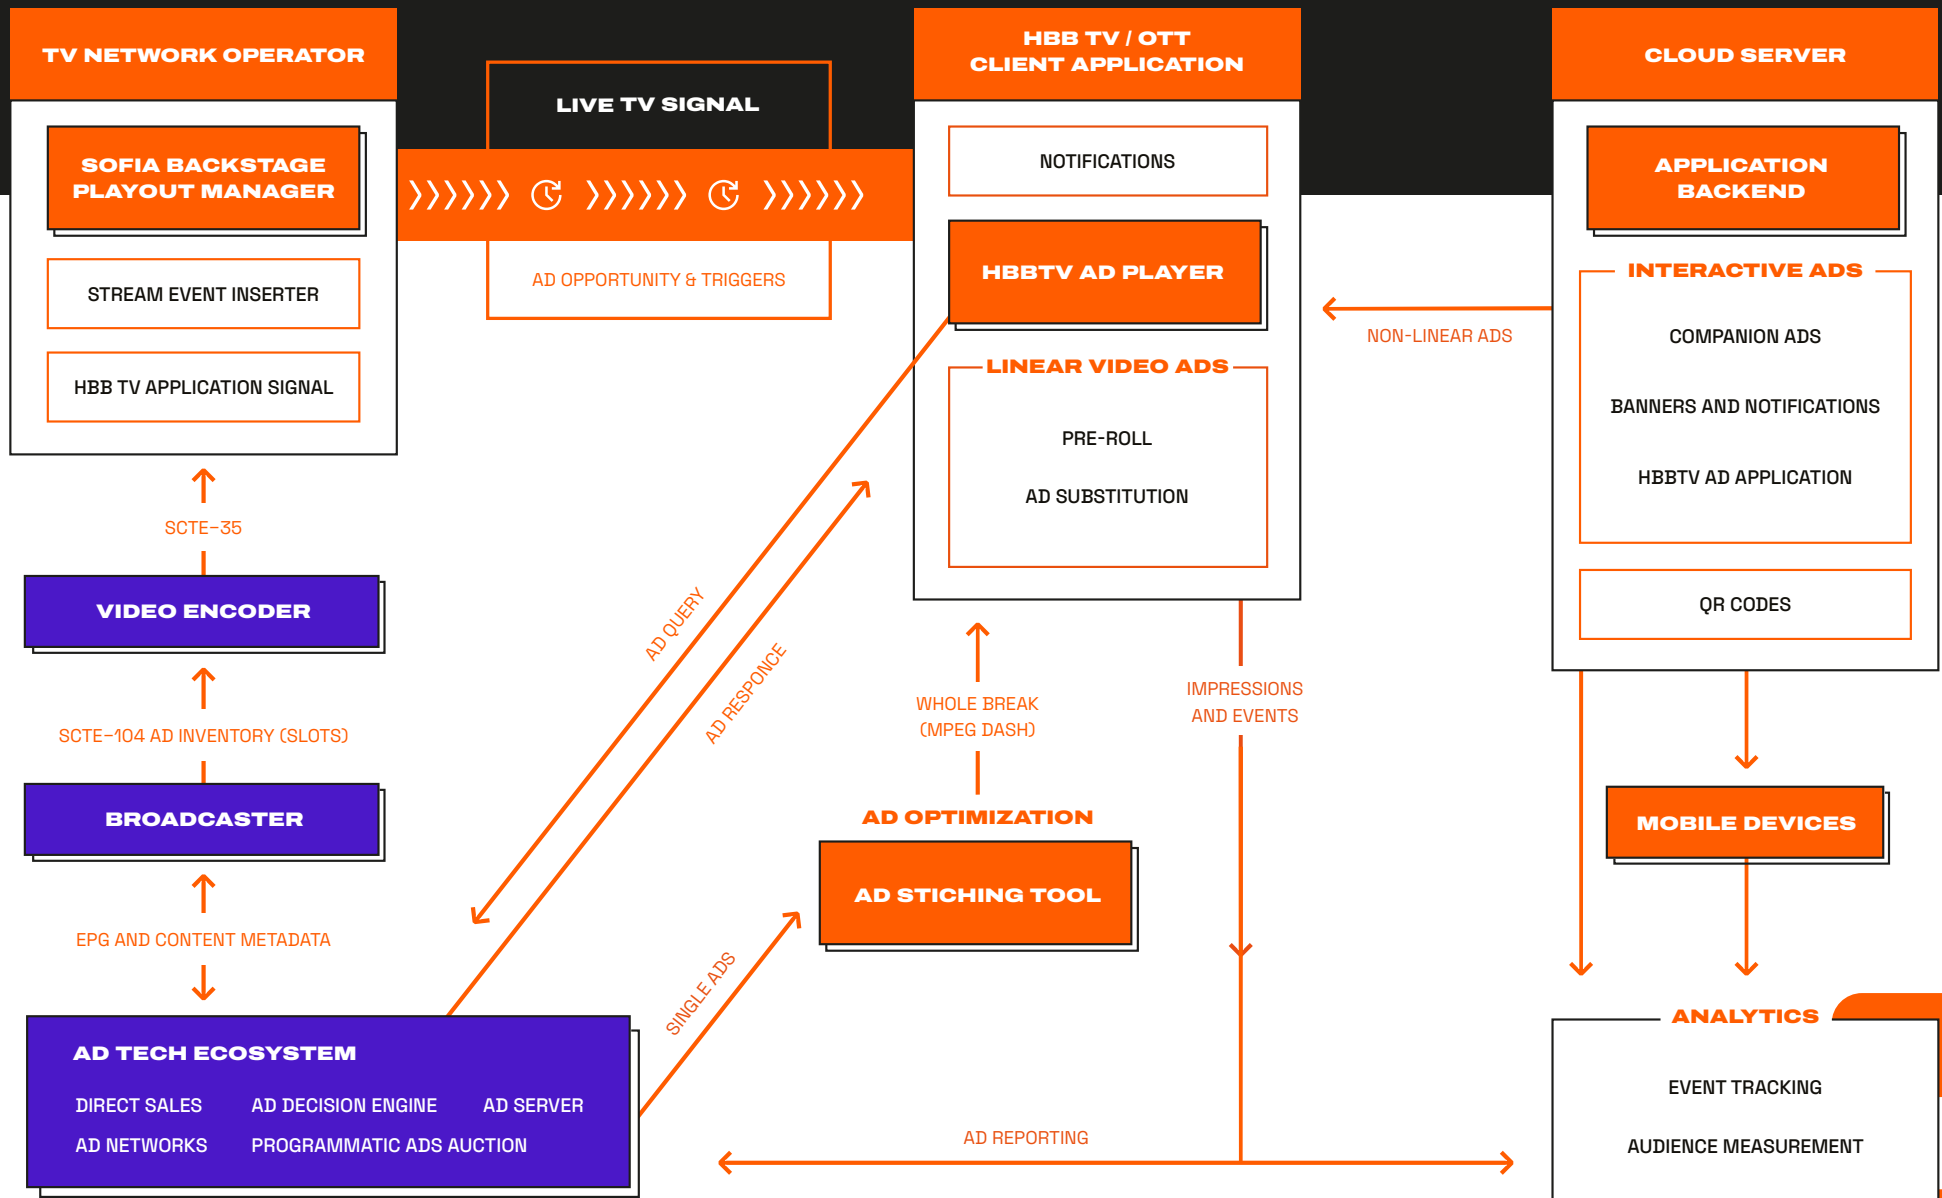 TV NETWORK OPERATOR
SOFIA BACKSTAGE
PLAYOUT MANAGER
STREAM EVENT INSERTER
HBB TV APPLICATION SIGNAL
LIVE TV SIGNAL
AD OPPORTUNITY & TRIGGERS
HBB TV / OTT
CLIENT APPLICATION
NOTIFICATIONS
HBBTV AD PLAYER
LINEAR VIDEO ADS
PRE-ROLL
AD SUBSTITUTION
NON-LINEAR ADS
CLOUD SERVER
APPLICATION
BACKEND
INTERACTIVE ADS
COMPANION ADS
BANNERS AND NOTIFICATIONS
HBBTV AD APPLICATION
QR CODES
SCTE-35
VIDEO ENCODER
SCTE-104 AD INVENTORY (SLOTS)
BROADCASTER
EPG AND CONTENT METADATA
AD QUERY
AD RESPONCE
WHOLE BREAK
(MPEG DASH)
IMPRESSIONS
AND EVENTS
AD OPTIMIZATION
AD STICHING TOOL
SINGLE ADS
MOBILE DEVICES
AD TECH ECOSYSTEM
DIRECT SALES
AD DECISION ENGINE
AD SERVER
AD NETWORKS
PROGRAMMATIC ADS AUCTION
AD REPORTING
ANALYTICS
EVENT TRACKING
AUDIENCE MEASUREMENT